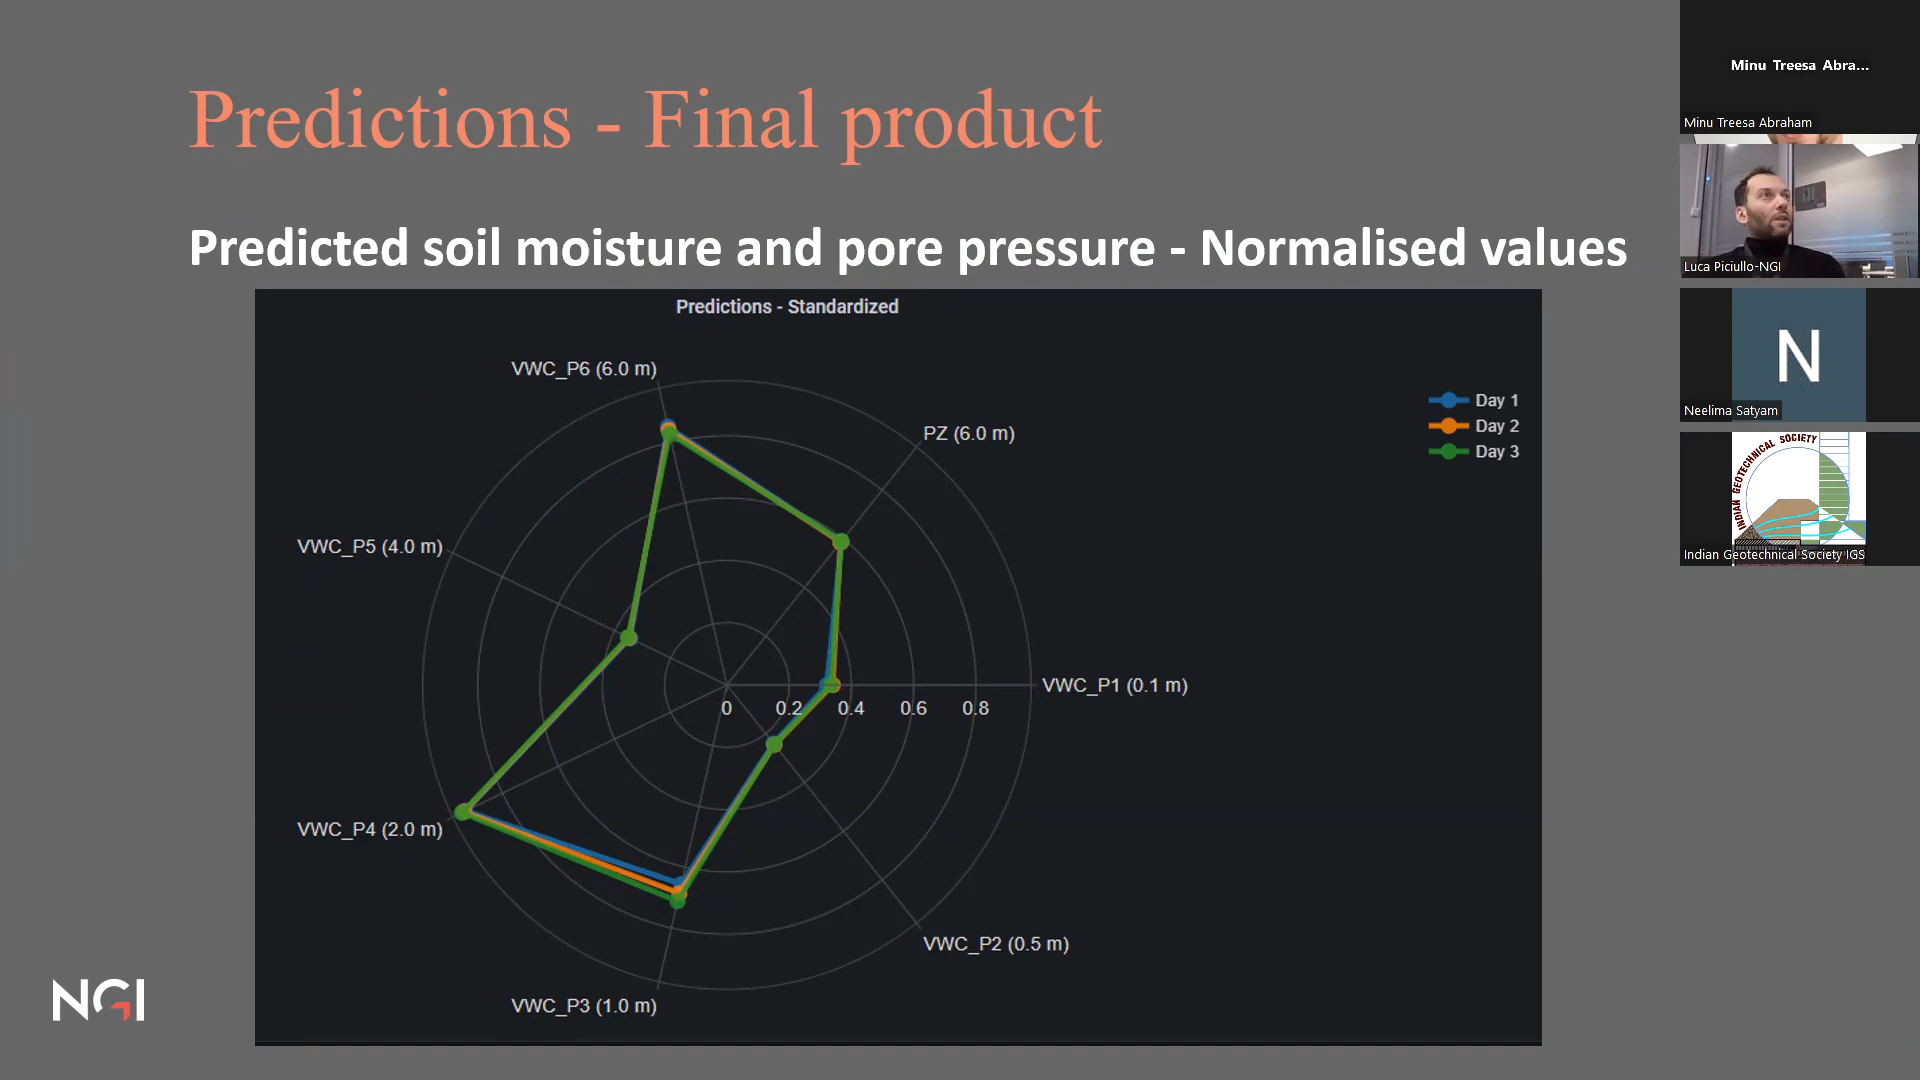 Predictions - Final product
Predicted soil moisture and pore pressure - Normalised values
Predictions - Standardized
VWC_P6 (6.0 m)
PZ (6.0 m)
Day 1
Day 2
Day 3
VWC_P5 (4.0 m)
VWC_P1 (0.1 m)
0 0.2 0.4 0.6 0.8
VWC_P4 (2.0 m)
VWC_P2 (0.5 m)
VWC_P3 (1.0 m)
NGI
Minu Treesa Abra...
Minu Treesa Abraham
Luca Piciullo-NGI
N
Neelima Satyam
INDIAN GEOTECHNICAL SOCIETY
Indian Geotechnical Society IGS